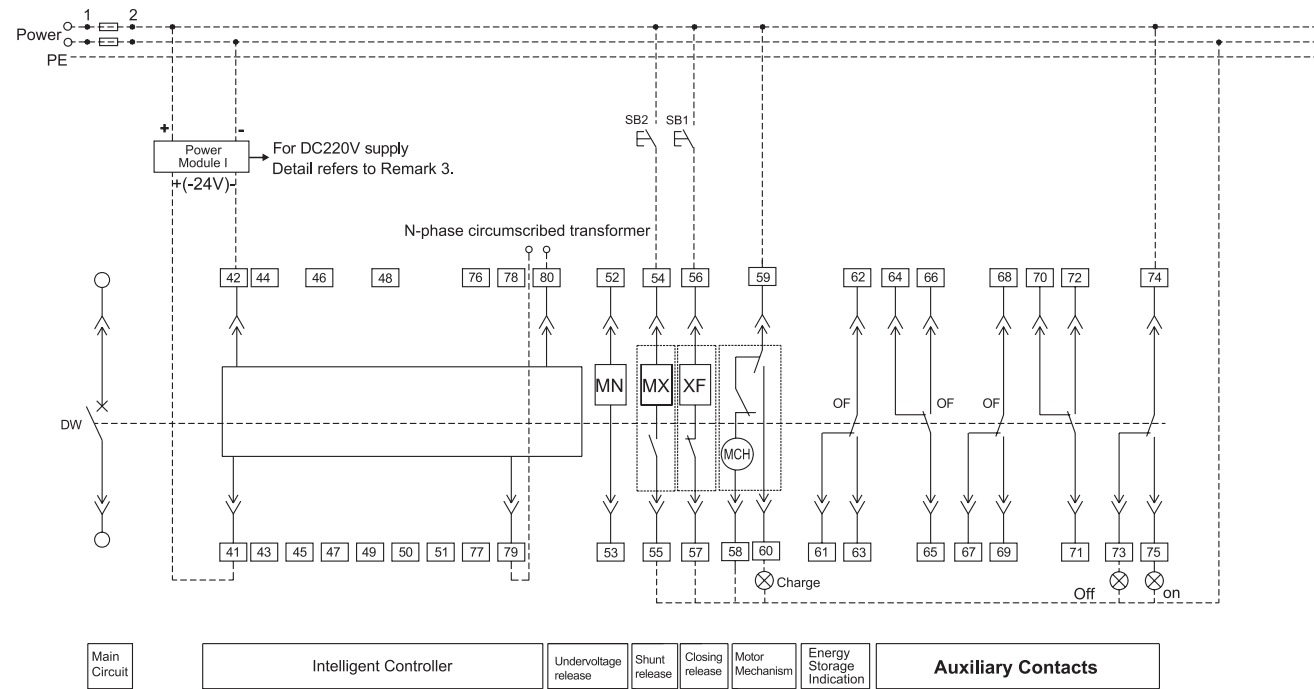 1 2
Power
PE
SB2 SB1
+ -
Power
Module I
For DC220V supply
Detail refers to Remark 3.
+(-24V)-
N-phase circumscribed transformer
42 44 46 48 76 78 80 52 54 56 59 62 64 66 68 70 72 74
MN MX XF
OF OF OF
DW
MCH
41 43 45 47 49 50 51 77 79 53 55 57 58 60 61 63 65 67 69 71 73 75
Charge
Off on
Main
Circuit
Intelligent Controller
Undervoltage
release
Shunt
release
Closing
release
Motor
Mechanism
Energy
Storage
Indication
Auxiliary Contacts